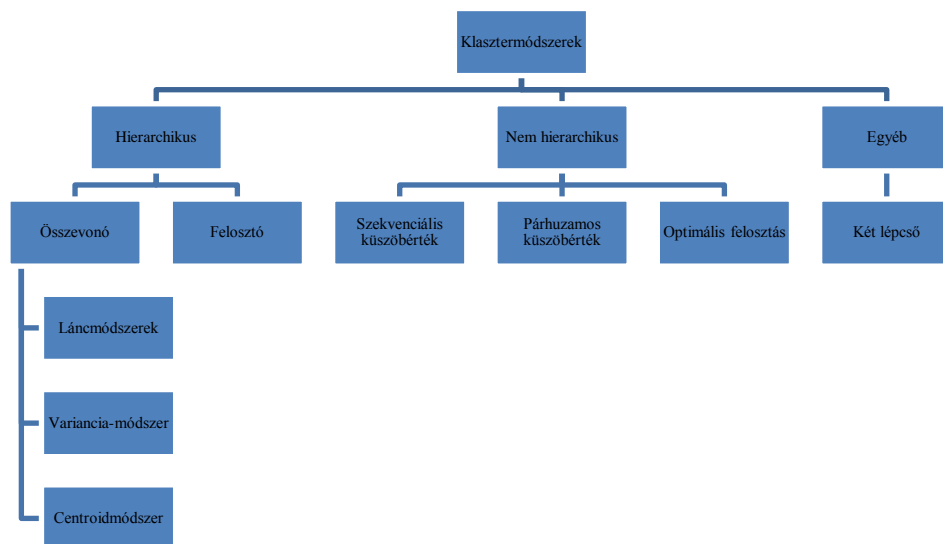 Klasztermódszerek
Hierarchikus
Nem hierarchikus
Egyéb
Összevonó
Felosztó
Szekvenciális
küszöbérték
Párhuzamos
küszöbérték
Optimális felosztás
Két lépcső
Láncmódszerek
Variancia-módszer
Centroidmódszer